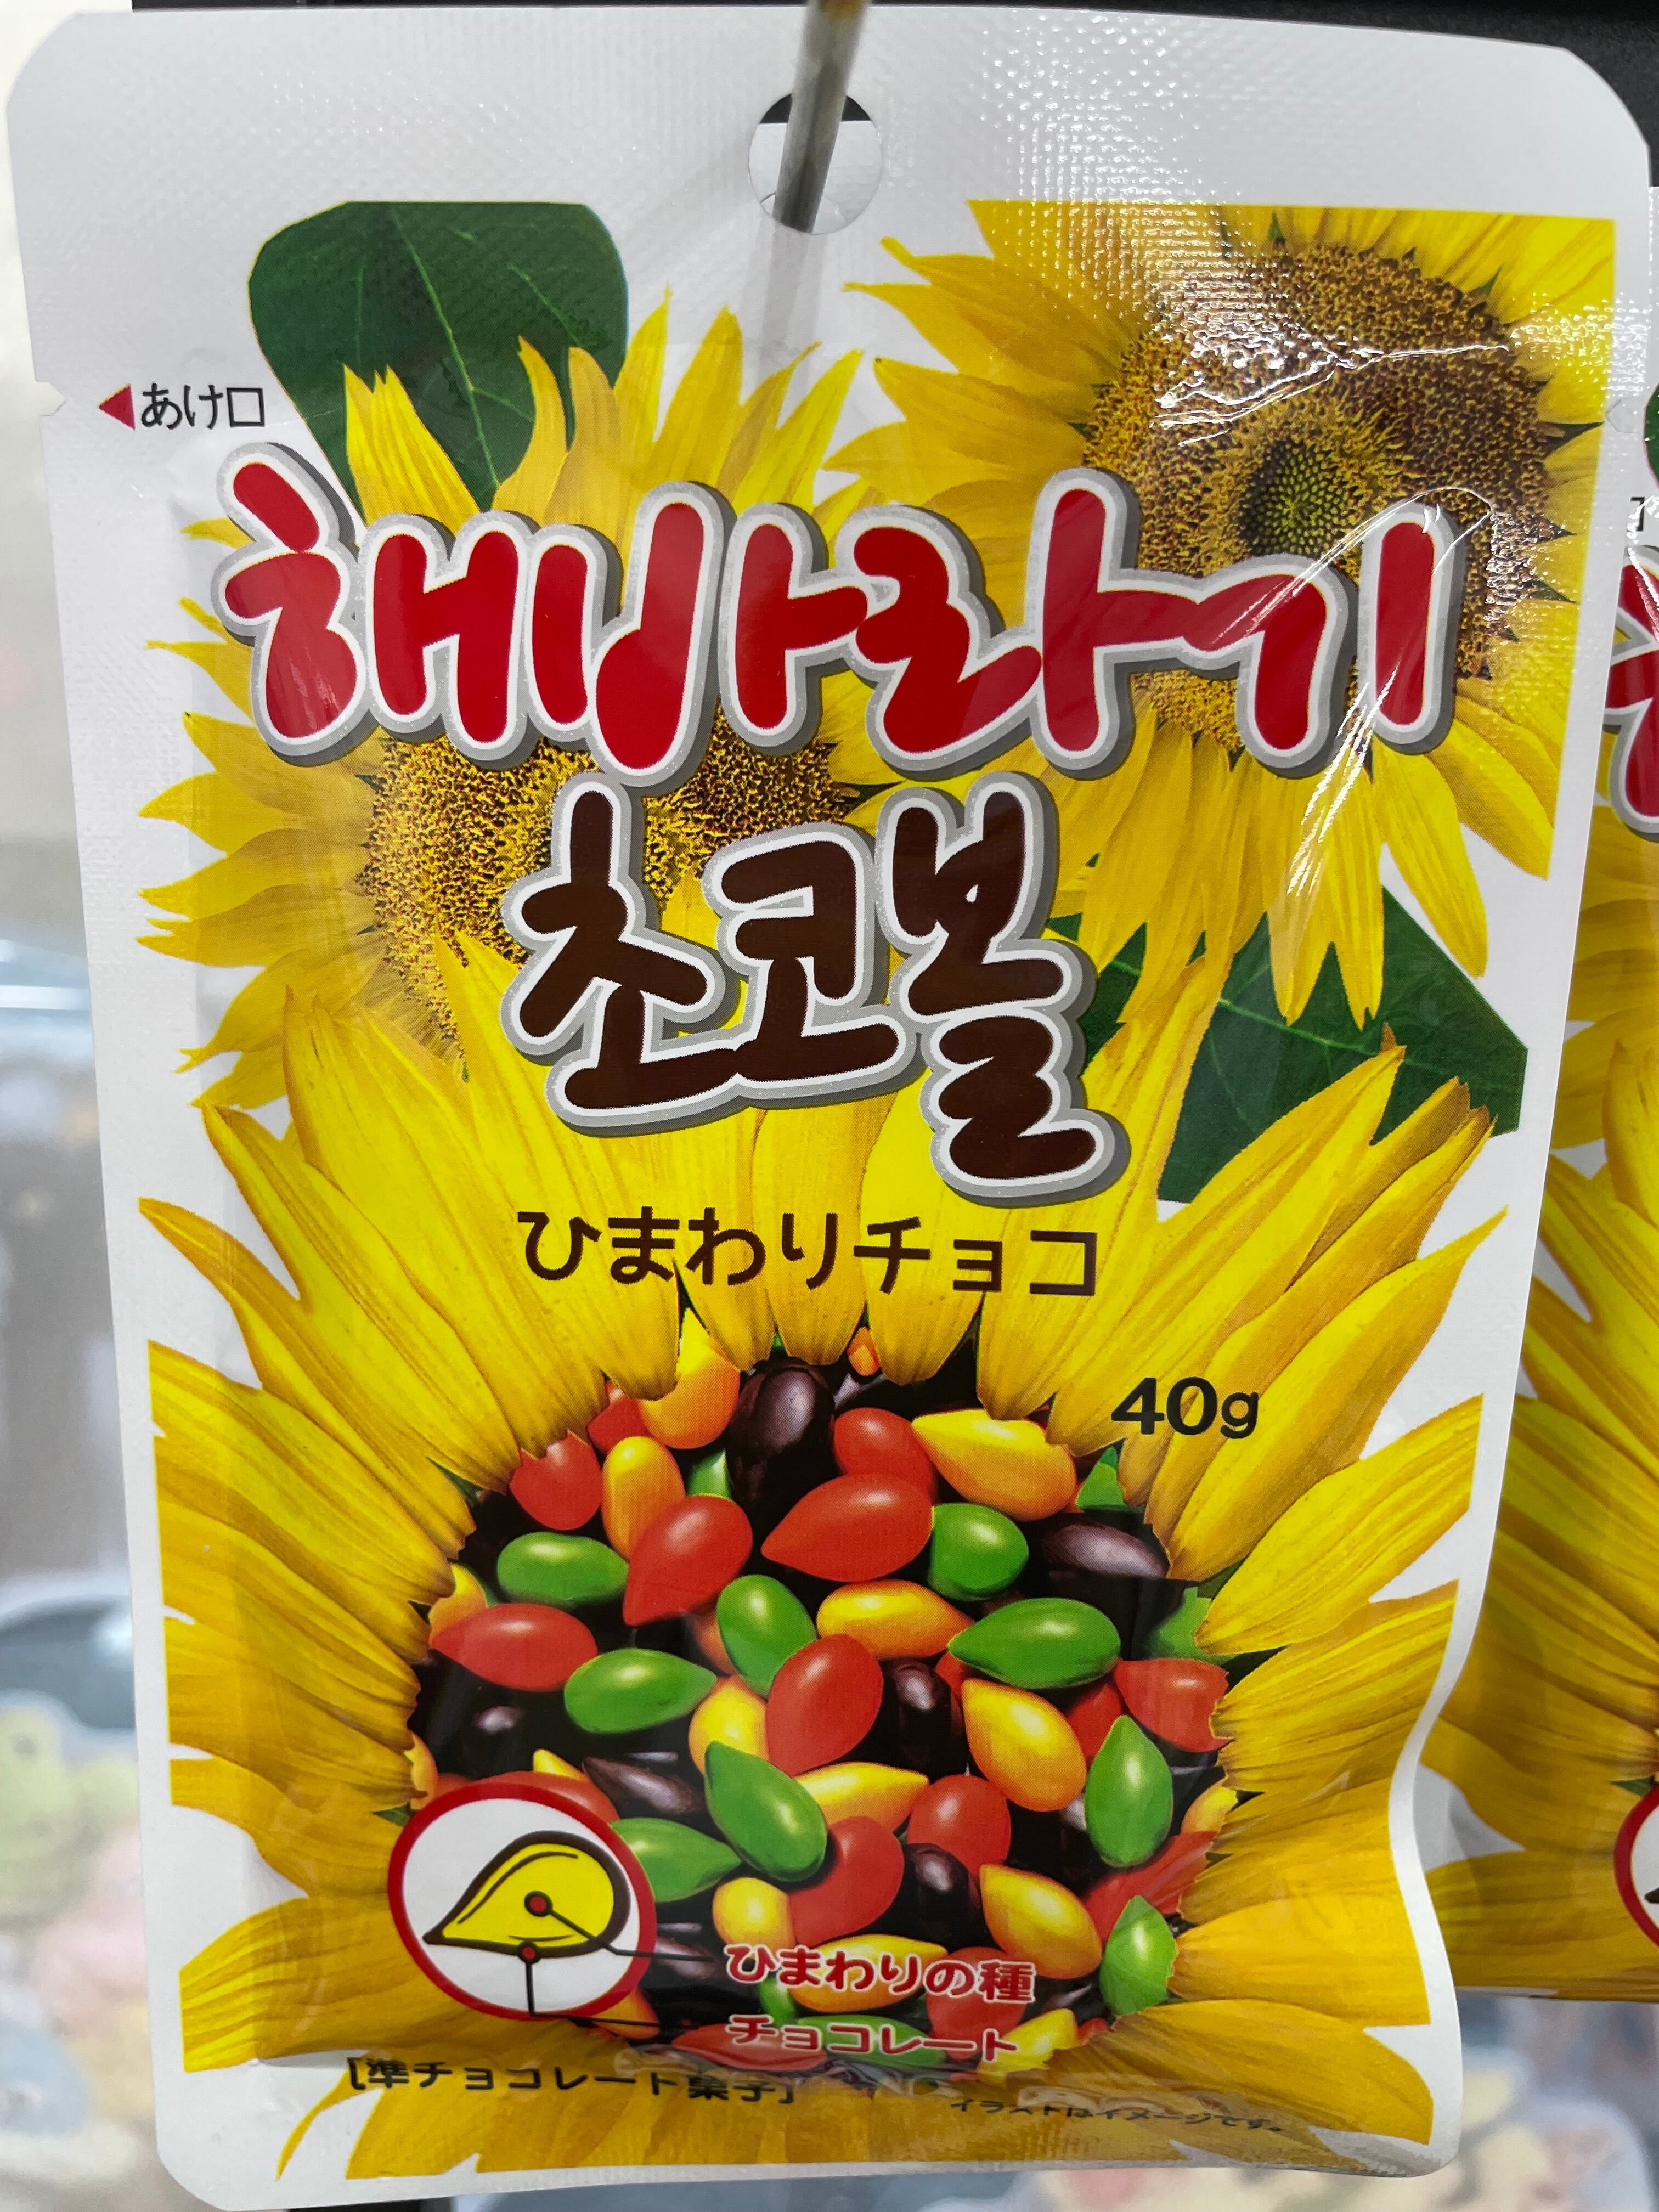 ◀あけ口
해바라기
초코볼
ひまわりチョコ
40g
ひまわりの種
チョコレート
[準チョコレート菓子]
イラストはイメージです。